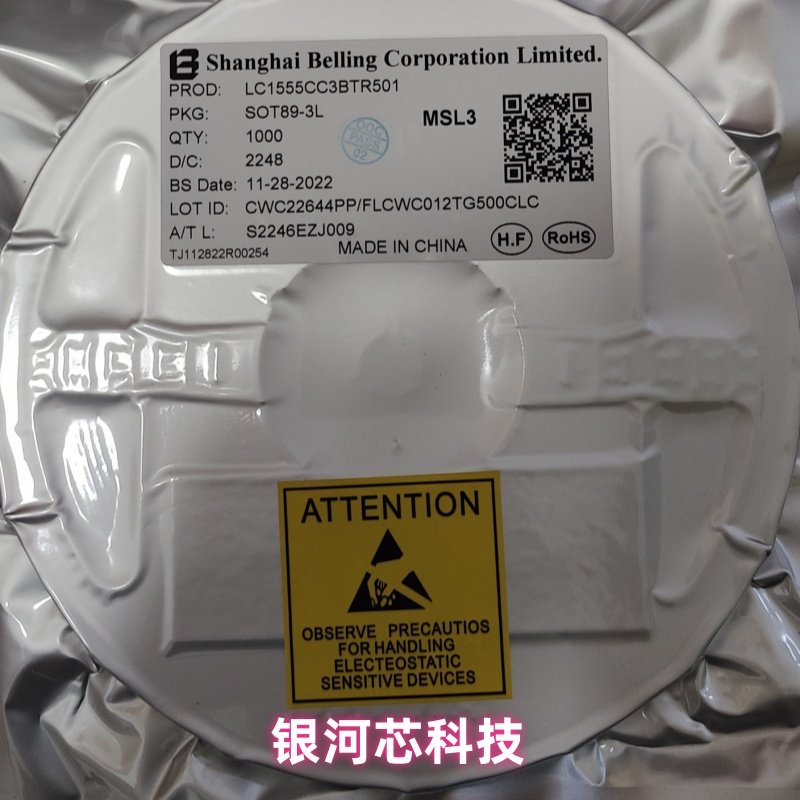 Shanghai Belling Corporation Limited.
PROD: LC1555CC3BTR501
PKG: SOT89-3L
MSL3
QTY: 1000
OQC
PASS
02
D/C: 2248
BS Date: 11-28-2022
LOT ID: CWC22644PP/FLCWC012TG500CLC
A/T L: S2246EZJ009
TJ112822R00254
MADE IN CHINA
H.F
RoHS
ATTENTION
OBSERVE PRECAUTIOS
FOR HANDLING
ELECTEOSTATIC
SENSITIVE DEVICES
银河芯科技